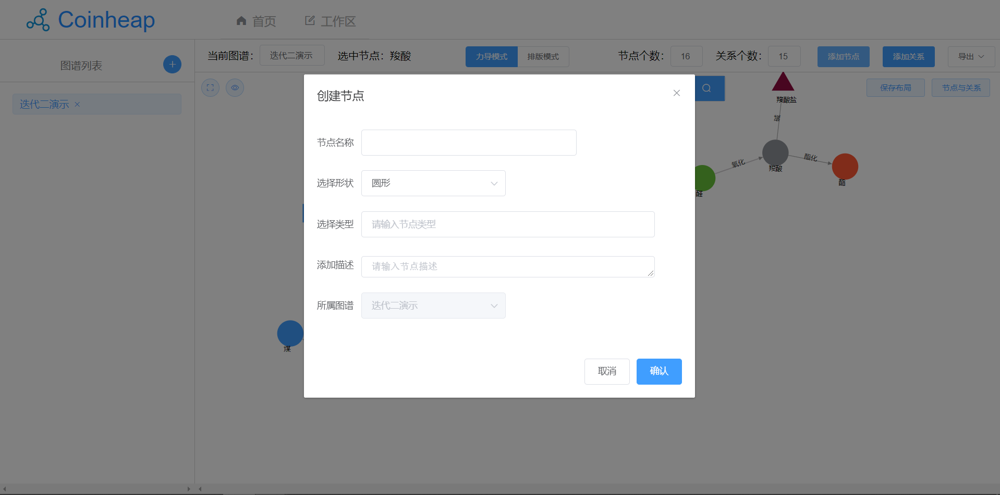 Coinheap
首页
工作区
图谱列表
迭代二演示
当前图谱：
迭代二演示
选中节点：羧酸
力导模式
排版模式
节点个数：
16
关系个数：
15
添加节点
添加关系
导出
保存布局
节点与关系
创建节点
节点名称
选择形状
圆形
选择类型
请输入节点类型
添加描述
请输入节点描述
所属图谱
迭代二演示
取消
确认
羧酸盐
氧化
羧酸
酯化
酯
醛
煤